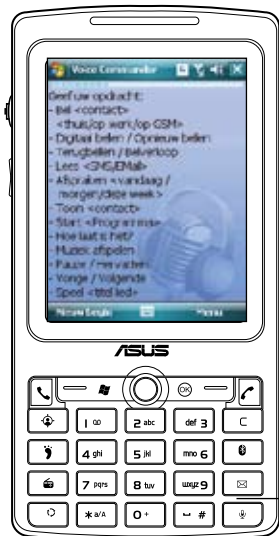 Voice Commander
Geef uw opdracht:
- Bel <contact>
<thuis/op werk/op GSM>
- Digitaal bellen / Opnieuw bellen
- Terugbellen / Belverloop
- Lees <SMS/EMail>
- Afspraken <vandaag /
morgen/deze week>
- Toon <contact>
- Start <Programma>
- Hoe laat is het?
- Muziek afspelen
- Pauze / Hervatten
- Vorige / Volgende
- Speel <titel lied>
Menu
ASUS
OK
1
2 abc
def 3
C
4 ghi
5 jkl
mno 6
7 pqrs
8 tuv
wxyz 9
* a/A
0 +
#